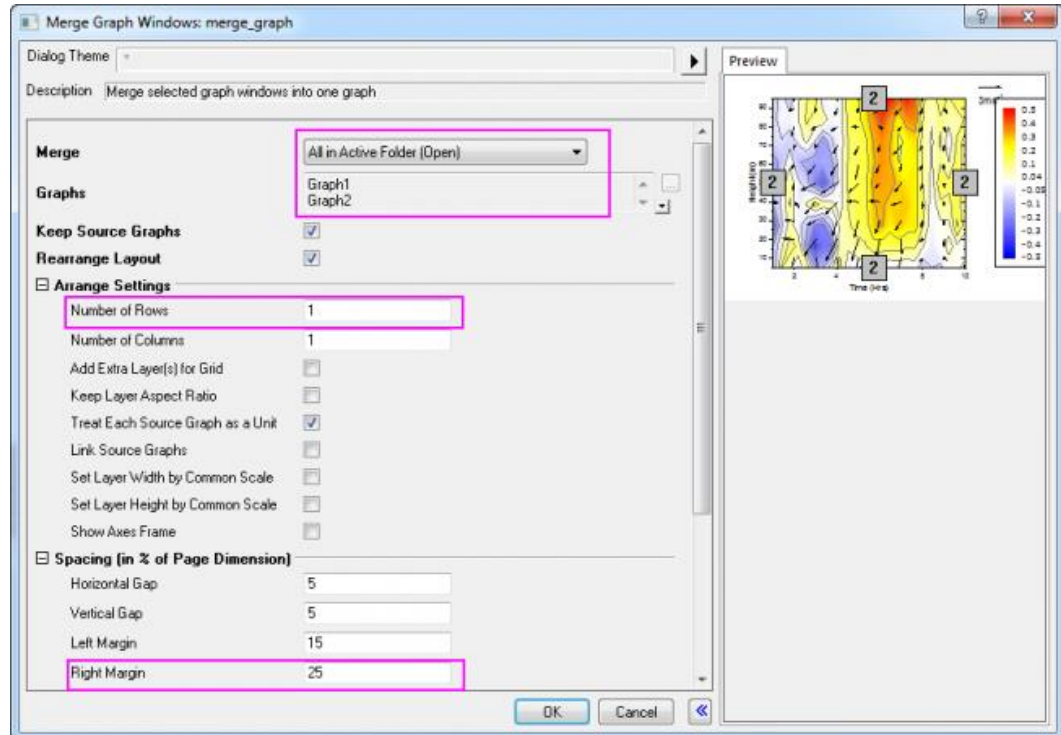 Merge Graph Windows: merge_graph
Dialog Theme *
Description Merge selected graph windows into one graph
Merge All in Active Folder (Open)
Graphs Graph1
Graph2
Keep Source Graphs
Rearrange Layout
Arrange Settings
Number of Rows 1
Number of Columns 1
Add Extra Layer(s) for Grid
Keep Layer Aspect Ratio
Treat Each Source Graph as a Unit
Link Source Graphs
Set Layer Width by Common Scale
Set Layer Height by Common Scale
Show Axes Frame
Spacing (in % of Page Dimension)
Horizontal Gap 5
Vertical Gap 5
Left Margin 15
Right Margin 25
OK Cancel
Preview
2
2 2
2
0.5
0.4
0.3
0.2
0.1
0.04
-0.1
-0.2
-0.3
-0.4
Time (Hrs)